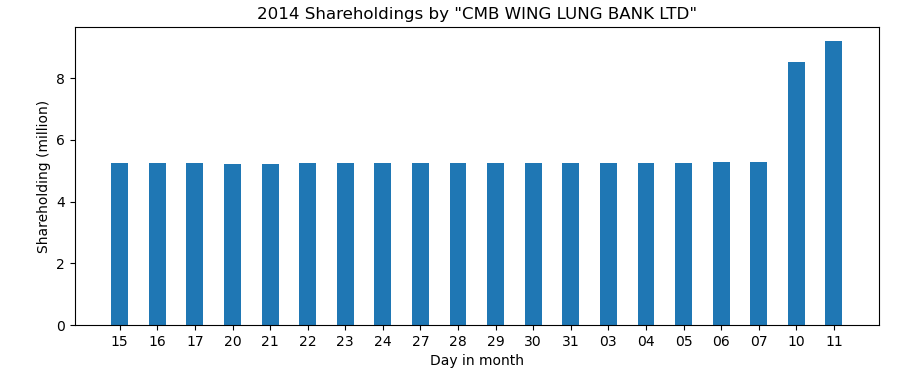 2014 Shareholdings by "CMB WING LUNG BANK LTD"
Shareholding (million)
8
6
4
2
0
15 16 17 20 21 22 23 24 27 28 29 30 31 03 04 05 06 07 10 11
Day in month